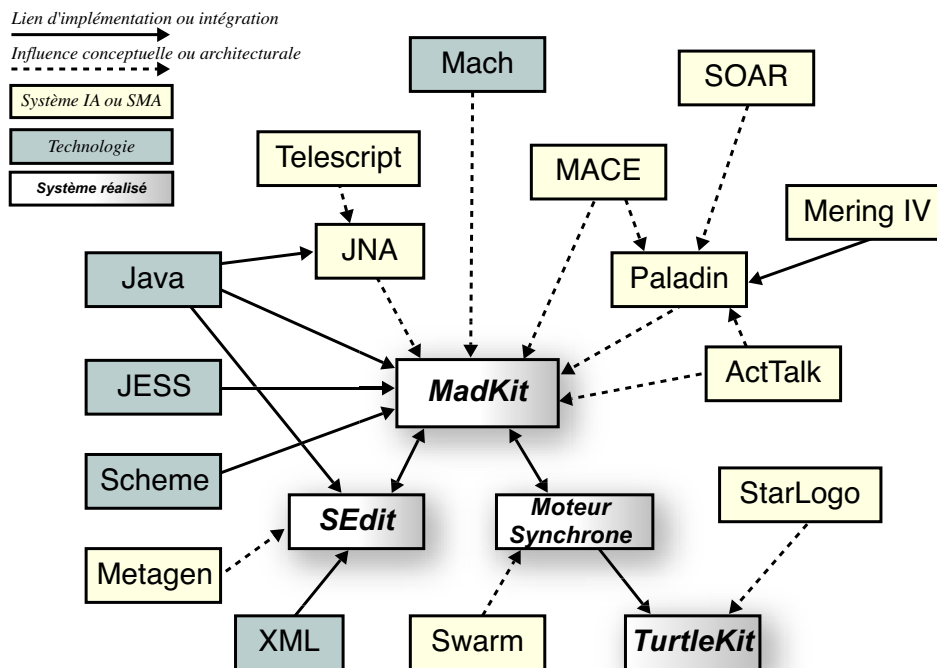 Lien d'implémentation ou intégration
Influence conceptuelle ou architecturale
Système IA ou SMA
Technologie
Système réalisé
Mach
SOAR
Telescript
MACE
Mering IV
JNA
Java
Paladin
JESS
MadKit
ActTalk
Scheme
SEdit
Moteur
Synchrone
StarLogo
Metagen
XML
Swarm
TurtleKit